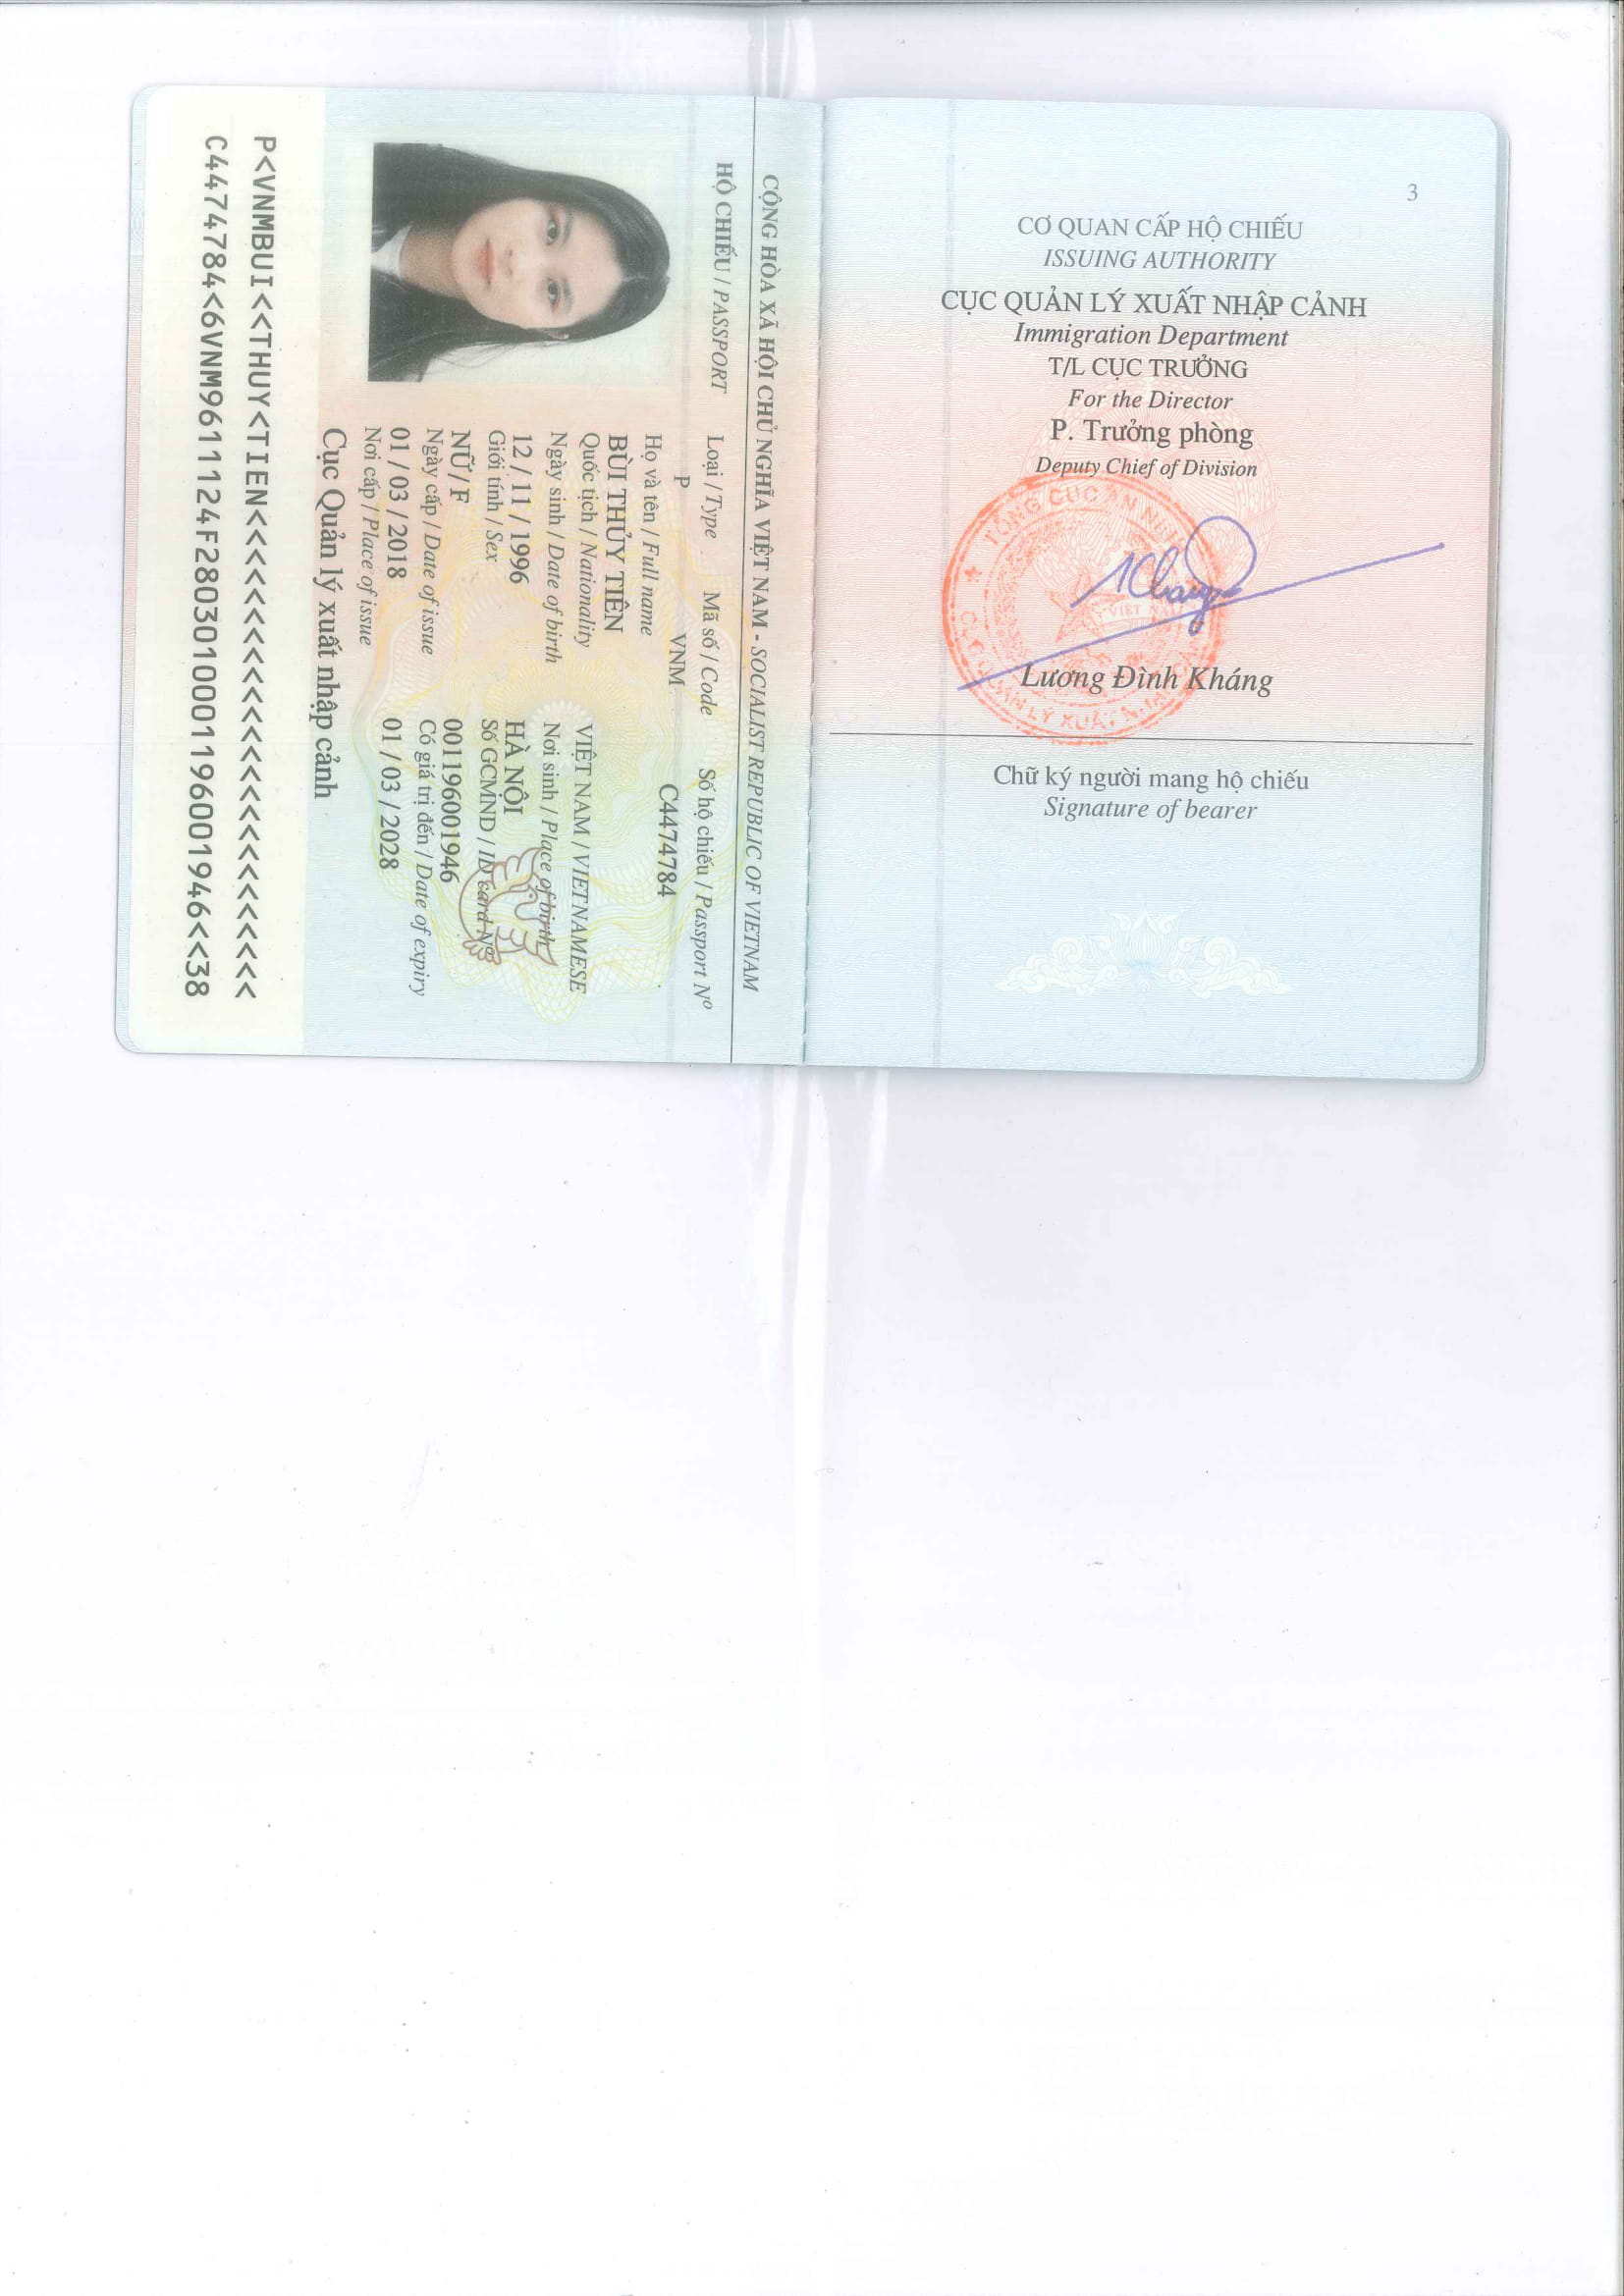 3
CƠ QUAN CẤP HỘ CHIẾU
ISSUING AUTHORITY
CỤC QUẢN LÝ XUẤT NHẬP CẢNH
Immigration Department
T/L CỤC TRƯỞNG
For the Director
P. Trưởng phòng
Deputy Chief of Division
TỔNG CỤC AN NINH
VIỆT NAM
CỤC QUẢN LÝ XUẤT NHẬP CẢNH
Lương Đình Kháng
Chữ ký người mang hộ chiếu
Signature of bearer
CỘNG HÒA XÃ HỘI CHỦ NGHĨA VIỆT NAM - SOCIALIST REPUBLIC OF VIETNAM
HỘ CHIẾU / PASSPORT Loại / Type Mã số / Code Số hộ chiếu / Passport Nº
P VNM C4474784
Họ và tên / Full name
BÙI THỦY TIÊN
Quốc tịch / Nationality VIỆT NAM / VIETNAMESE
Ngày sinh / Date of birth Nơi sinh / Place of birth
12 / 11 / 1996 HÀ NỘI
Giới tính / Sex Số GCMND / ID card Nº
NỮ / F 001196001946
Ngày cấp / Date of issue Có giá trị đến / Date of expiry
01 / 03 / 2018 01 / 03 / 2028
Nơi cấp / Place of issue
Cục Quản lý xuất nhập cảnh
P<VNMBUI<<THUY<TIEN<<<<<<<<<<<<<<<<<<<<<<<<<
C4474784<6VNM9611124F2803010001196001946<<38